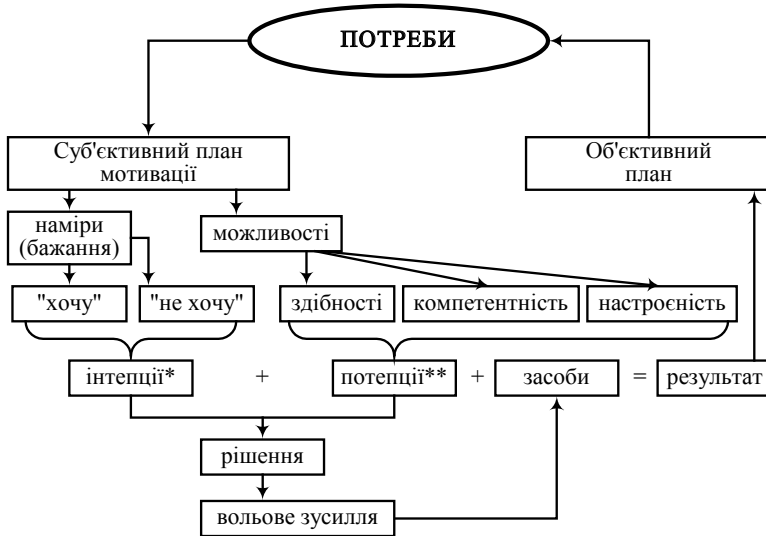 ПОТРЕБИ
Суб'єктивний план
мотивації
Об'єктивний
план
наміри
(бажання)
можливості
"хочу"
"не хочу"
здібності
компетентність
настроєність
інтепції* + потепції** + засоби = результат
рішення
вольове зусилля